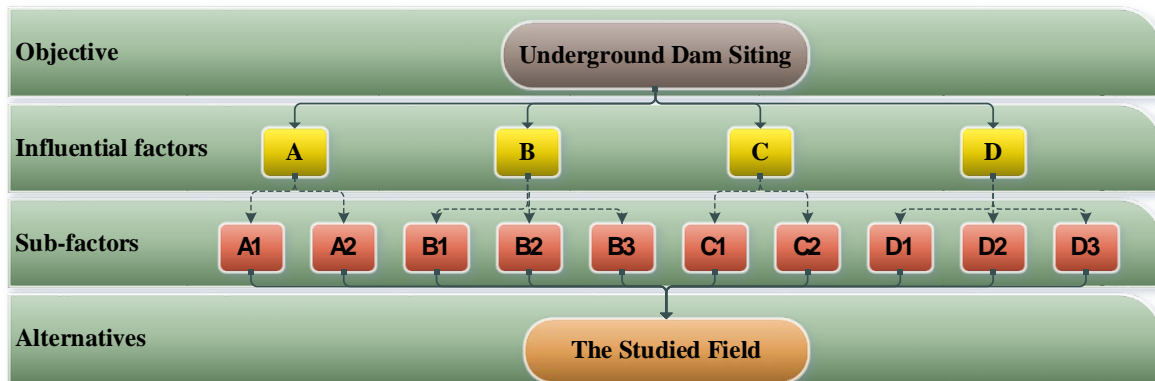 Objective
Underground Dam Siting
Influential factors
A
B
C
D
Sub-factors
A1
A2
B1
B2
B3
C1
C2
D1
D2
D3
Alternatives
The Studied Field